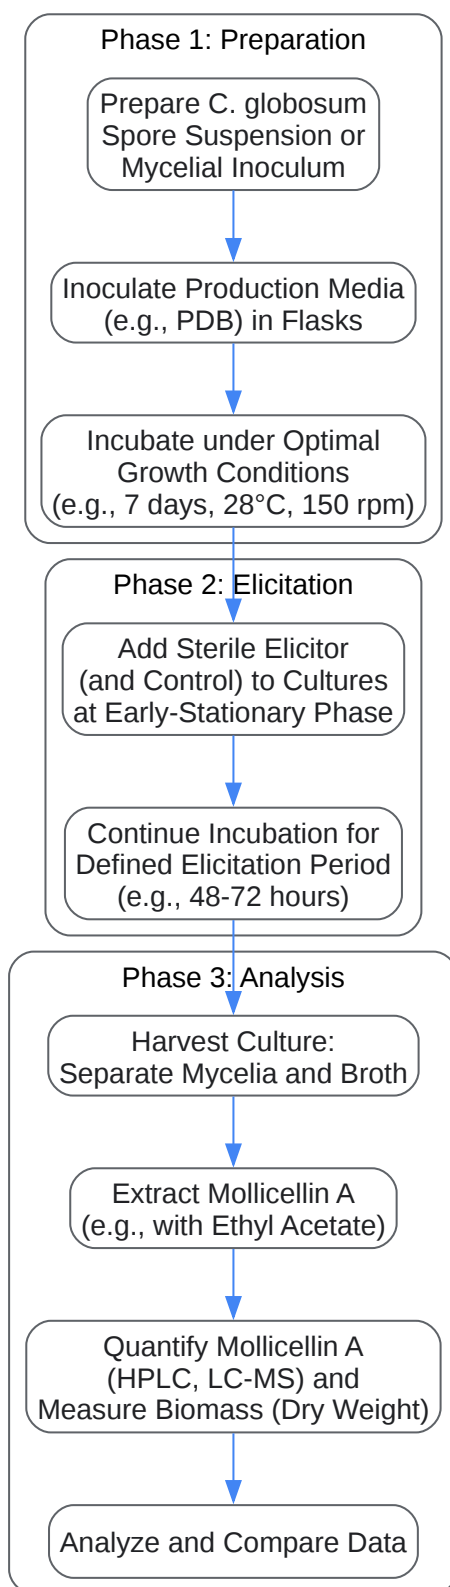 Phase 1: Preparation
Prepare C. globosum
Spore Suspension or
Mycelial Inoculum
Inoculate Production Media
(e.g., PDB) in Flasks
Incubate under Optimal
Growth Conditions
(e.g., 7 days, 28°C, 150 rpm)
Phase 2: Elicitation
Add Sterile Elicitor
(and Control) to Cultures
at Early-Stationary Phase
Continue Incubation for
Defined Elicitation Period
(e.g., 48-72 hours)
Phase 3: Analysis
Harvest Culture:
Separate Mycelia and Broth
Extract Mollicellin A
(e.g., with Ethyl Acetate)
Quantify Mollicellin A
(HPLC, LC-MS) and
Measure Biomass (Dry Weight)
Analyze and Compare Data